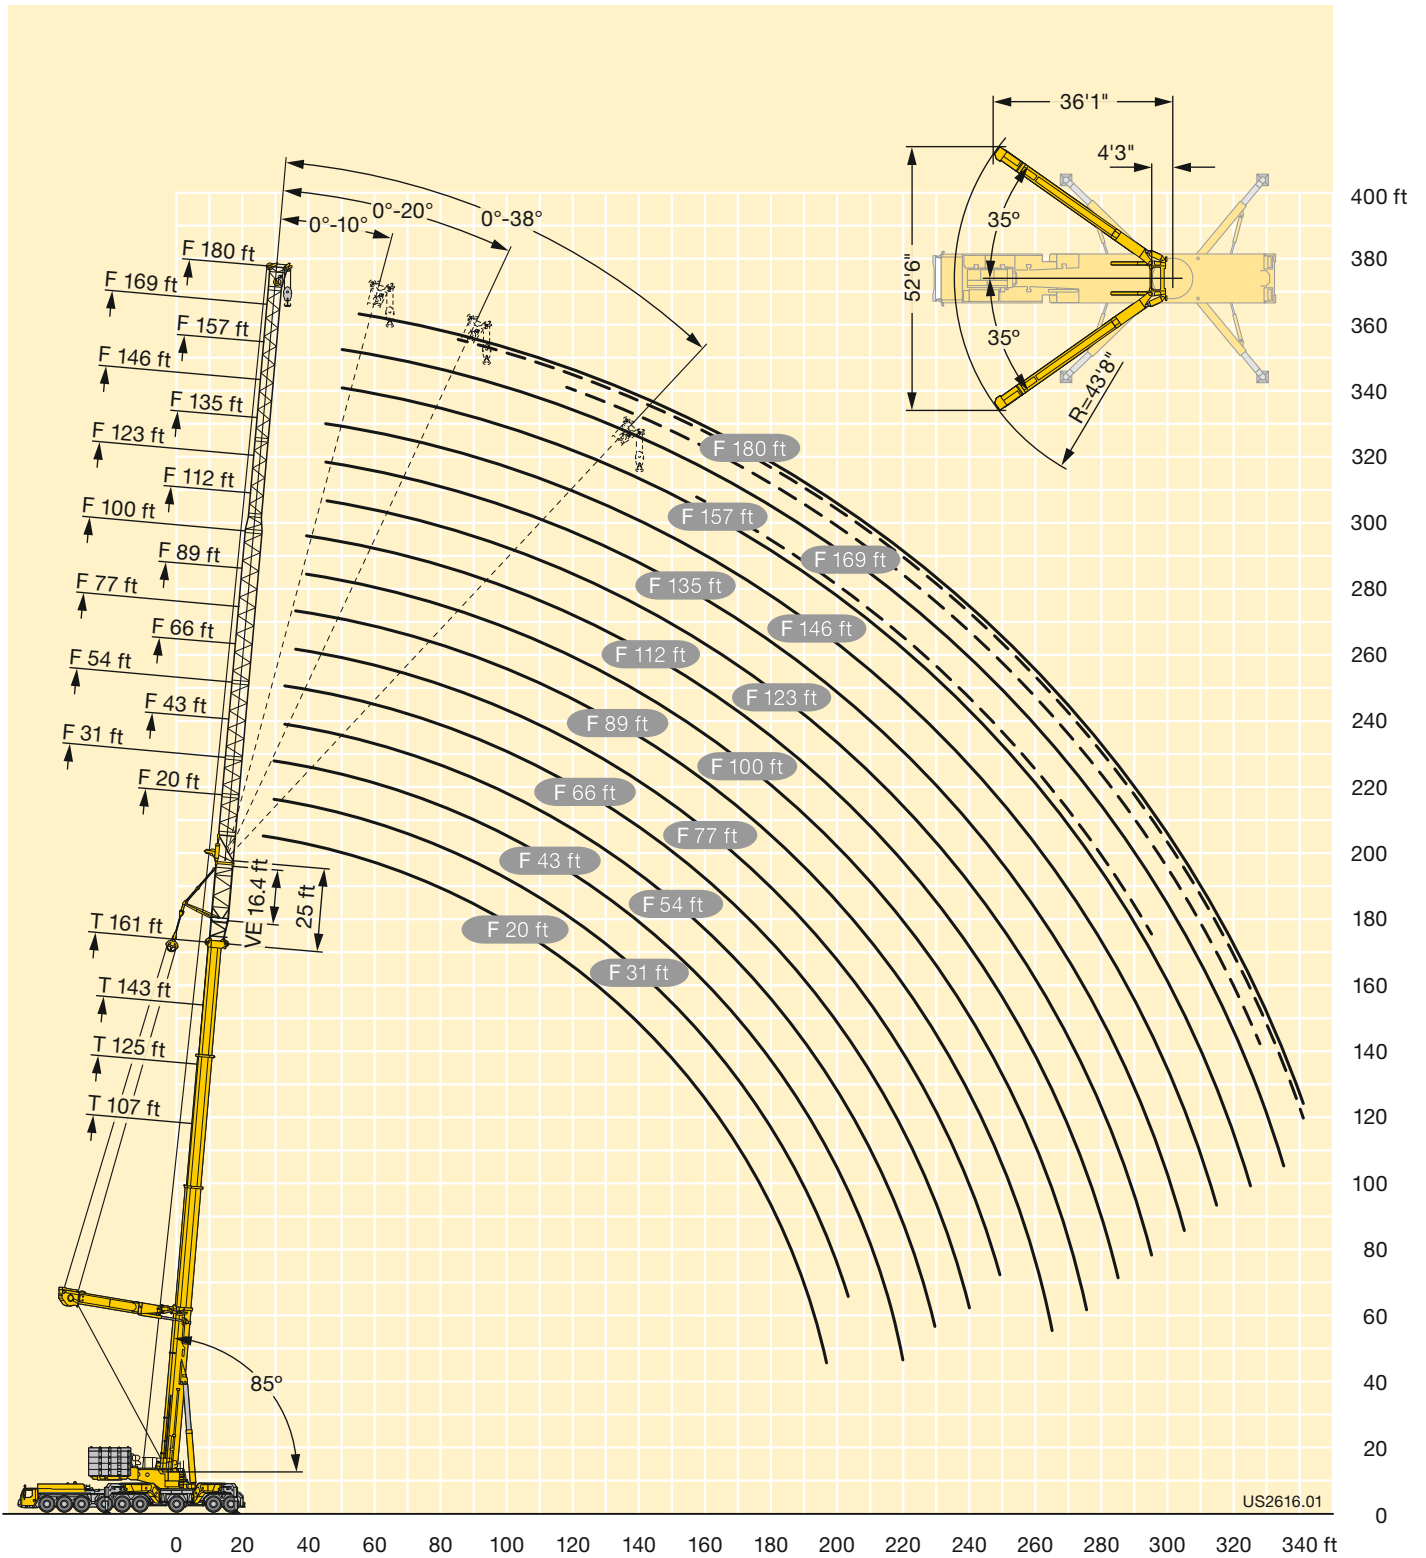 36'1"
4'3"
400 ft
0°-20°
0°-38°
0°-10°
35º
F 180 ft
380
F 169 ft
52'6"
F 157 ft
360
35º
F 146 ft
R=43'8"
340
F 135 ft
F 123 ft
F 180 ft
320
F 112 ft
F 100 ft
F 157 ft
300
F 89 ft
F 169 ft
F 77 ft
F 135 ft
280
F 66 ft
F 146 ft
F 54 ft
F 112 ft
260
F 43 ft
F 123 ft
F 31 ft
F 89 ft
240
F 20 ft
F 100 ft
F 66 ft
220
F 77 ft
F 43 ft
200
VE 16.4 ft
25 ft
F 54 ft
T 161 ft
F 20 ft
180
F 31 ft
T 143 ft
160
T 125 ft
140
T 107 ft
120
100
80
60
85º
40
20
US2616.01
0
0 20 40 60 80 100 120 140 160 180 200 220 240 260 280 300 320 340 ft